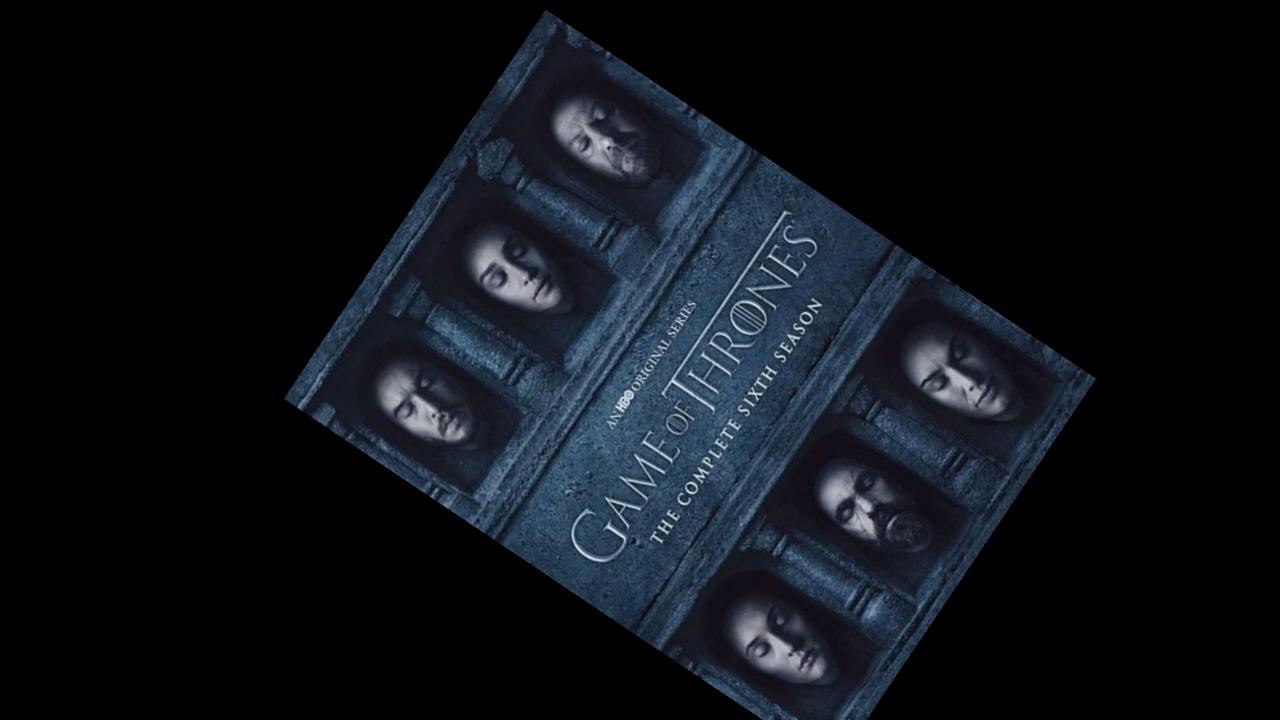 AN HBO ORIGINAL SERIES
GAME OF THRONES
THE COMPLETE SIXTH SEASON